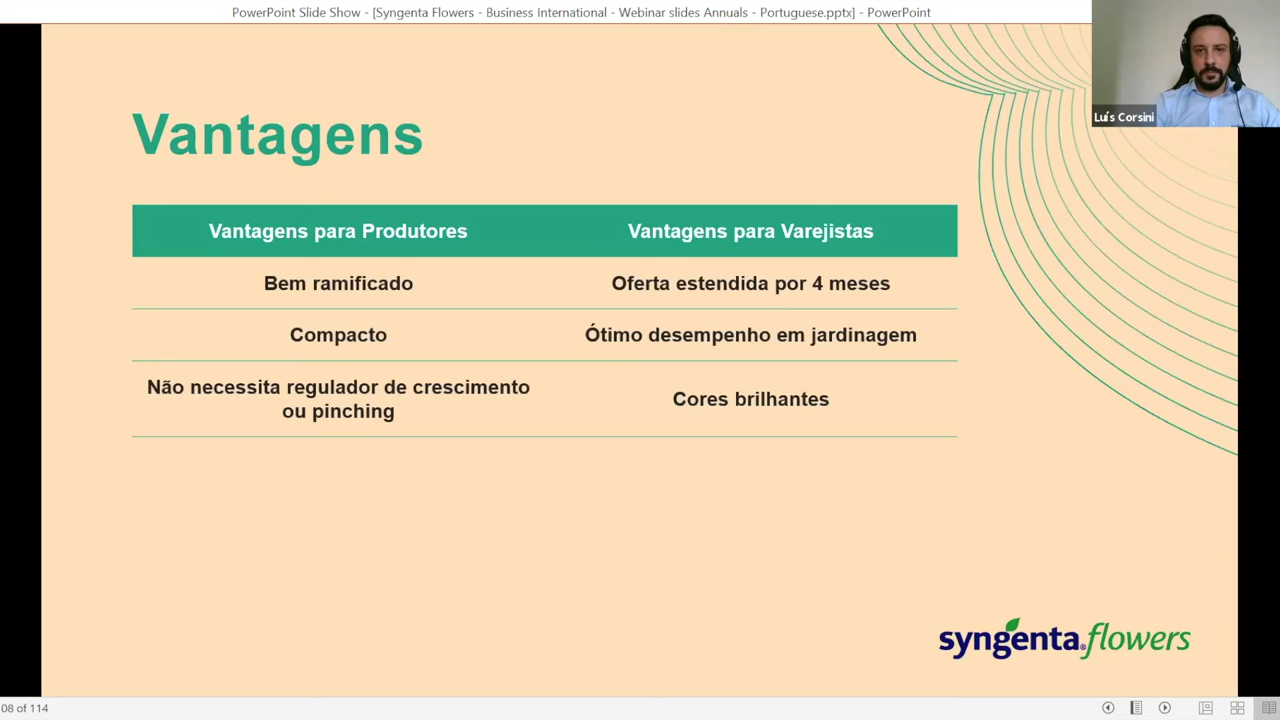 PowerPoint Slide Show - [Syngenta Flowers - Business International - Webinar slides Annuals - Portuguese.pptx] - PowerPoint
Luís Corsini
Vantagens
Vantagens para Produtores
Vantagens para Varejistas
Bem ramificado
Oferta estendida por 4 meses
Compacto
Ótimo desempenho em jardinagem
Não necessita regulador de crescimento
ou pinching
Cores brilhantes
syngenta® flowers
08 of 114